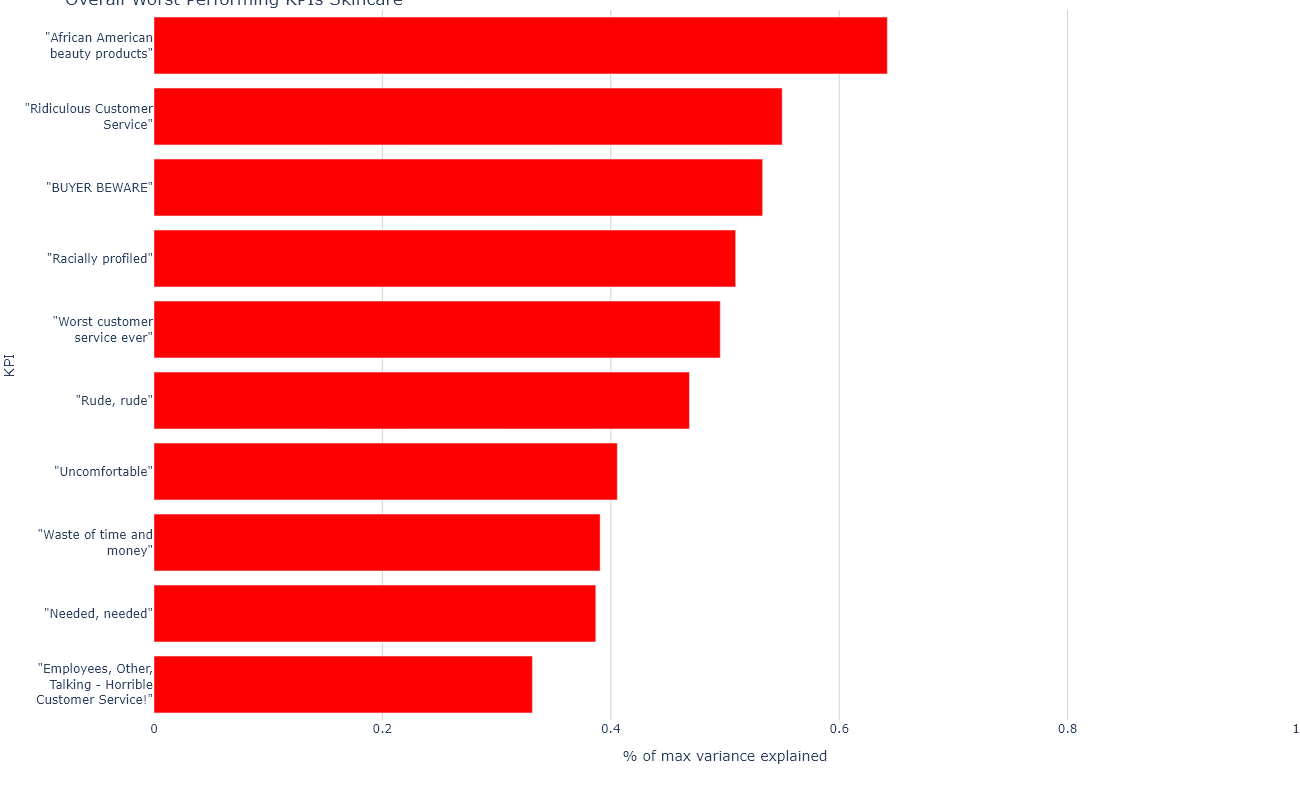 Overall Worst Performing KPIs Skincare
"African American
beauty products"
"Ridiculous Customer
Service"
"BUYER BEWARE"
"Racially profiled"
"Worst customer
service ever"
"Rude, rude"
"Uncomfortable"
"Waste of time and
money"
"Needed, needed"
"Employees, Other,
Talking - Horrible
Customer Service!"
KPI
0 0.2 0.4 0.6 0.8 1
% of max variance explained